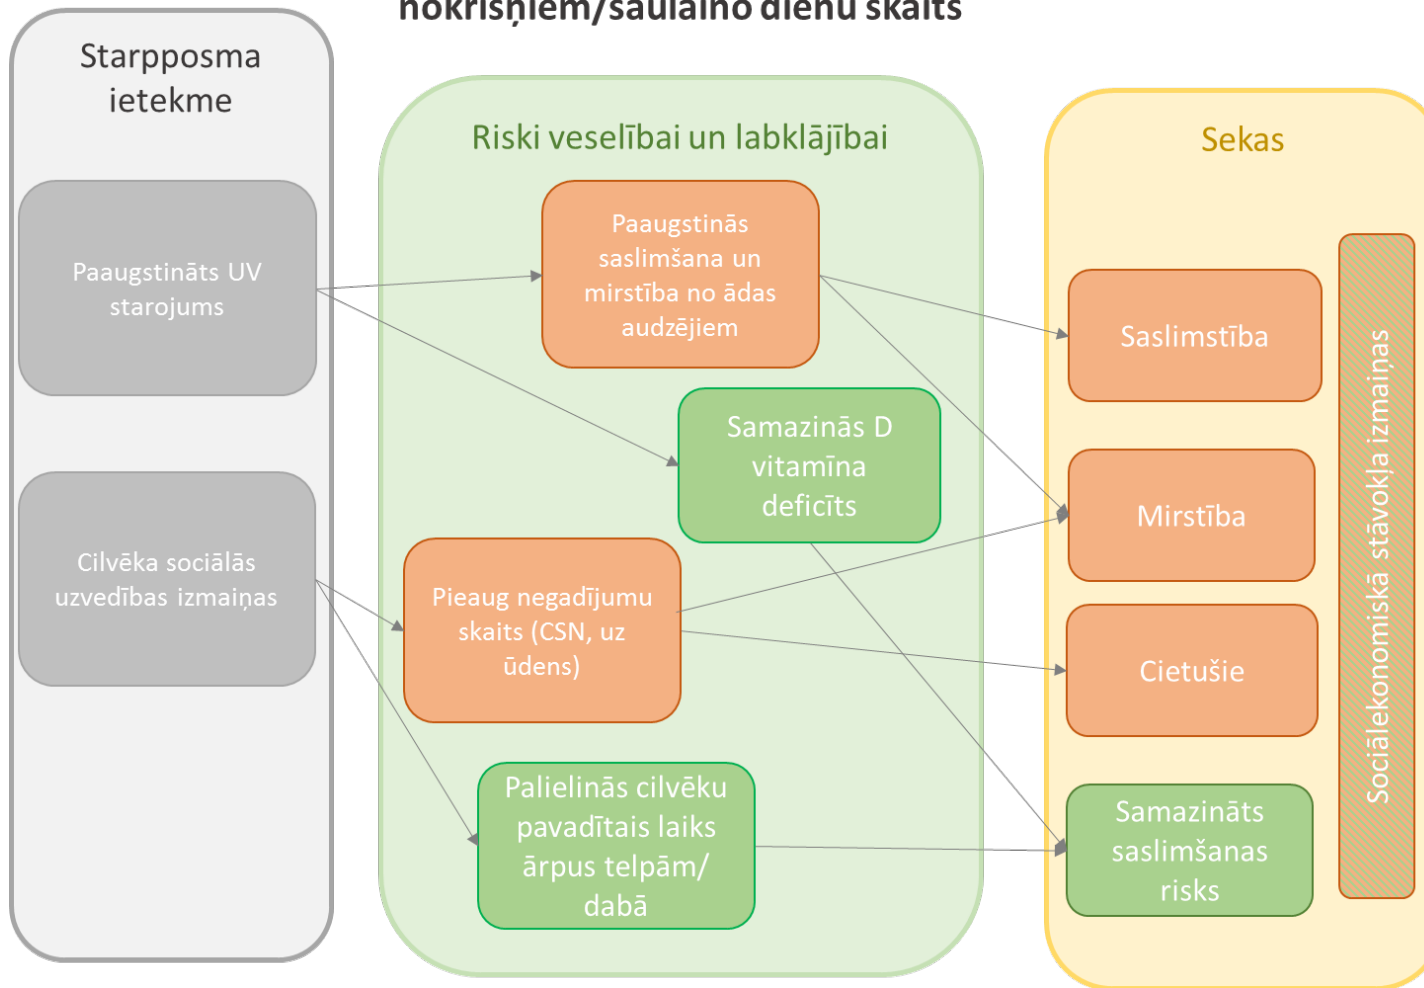 nokrišņiem/saulaino dienu skaits
Starpposma
ietekme
Paaugstināts UV
starojums
Cilvēka sociālās
uzvedības izmaiņas
Riski veselībai un labklājībai
Paaugstinās
saslimšana un
mirstība no ādas
audzējiem
Samazinās D
vitamīna
deficīts
Pieaug negadījumu
skaits (CSN, uz
ūdens)
Palielinās cilvēku
pavadītais laiks
ārpus telpām/
dabā
Sekas
Saslimstība
Mirstība
Cietušie
Samazināts
saslimšanas
risks
Sociālekonomiskā stāvokļa izmaiņas